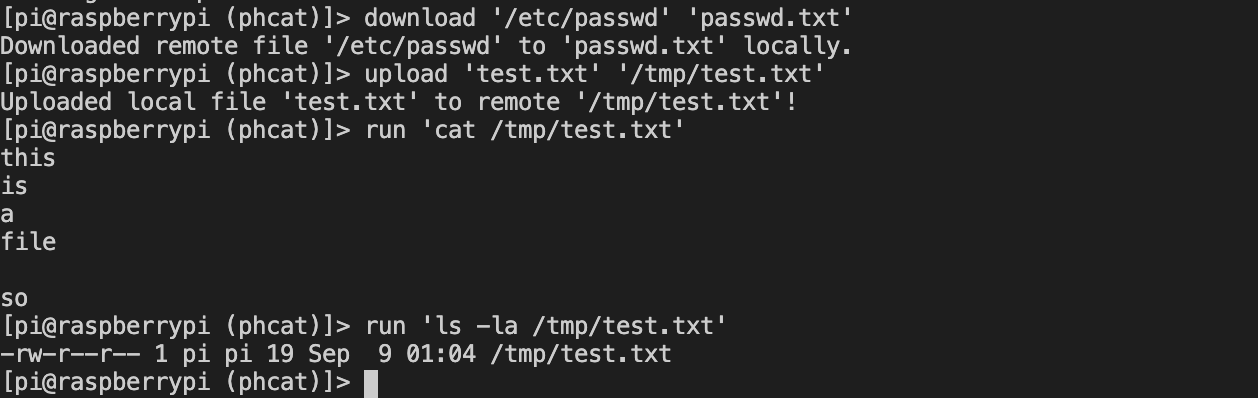 [pi@raspberrypi (phcat)]> download '/etc/passwd' 'passwd.txt'
Downloaded remote file '/etc/passwd' to 'passwd.txt' locally.
[pi@raspberrypi (phcat)]> upload 'test.txt' '/tmp/test.txt'
Uploaded local file 'test.txt' to remote '/tmp/test.txt'!
[pi@raspberrypi (phcat)]> run 'cat /tmp/test.txt'
this
is
a
file

so
[pi@raspberrypi (phcat)]> run 'ls -la /tmp/test.txt'
-rw-r--r-- 1 pi pi 19 Sep  9 01:04 /tmp/test.txt
[pi@raspberrypi (phcat)]>